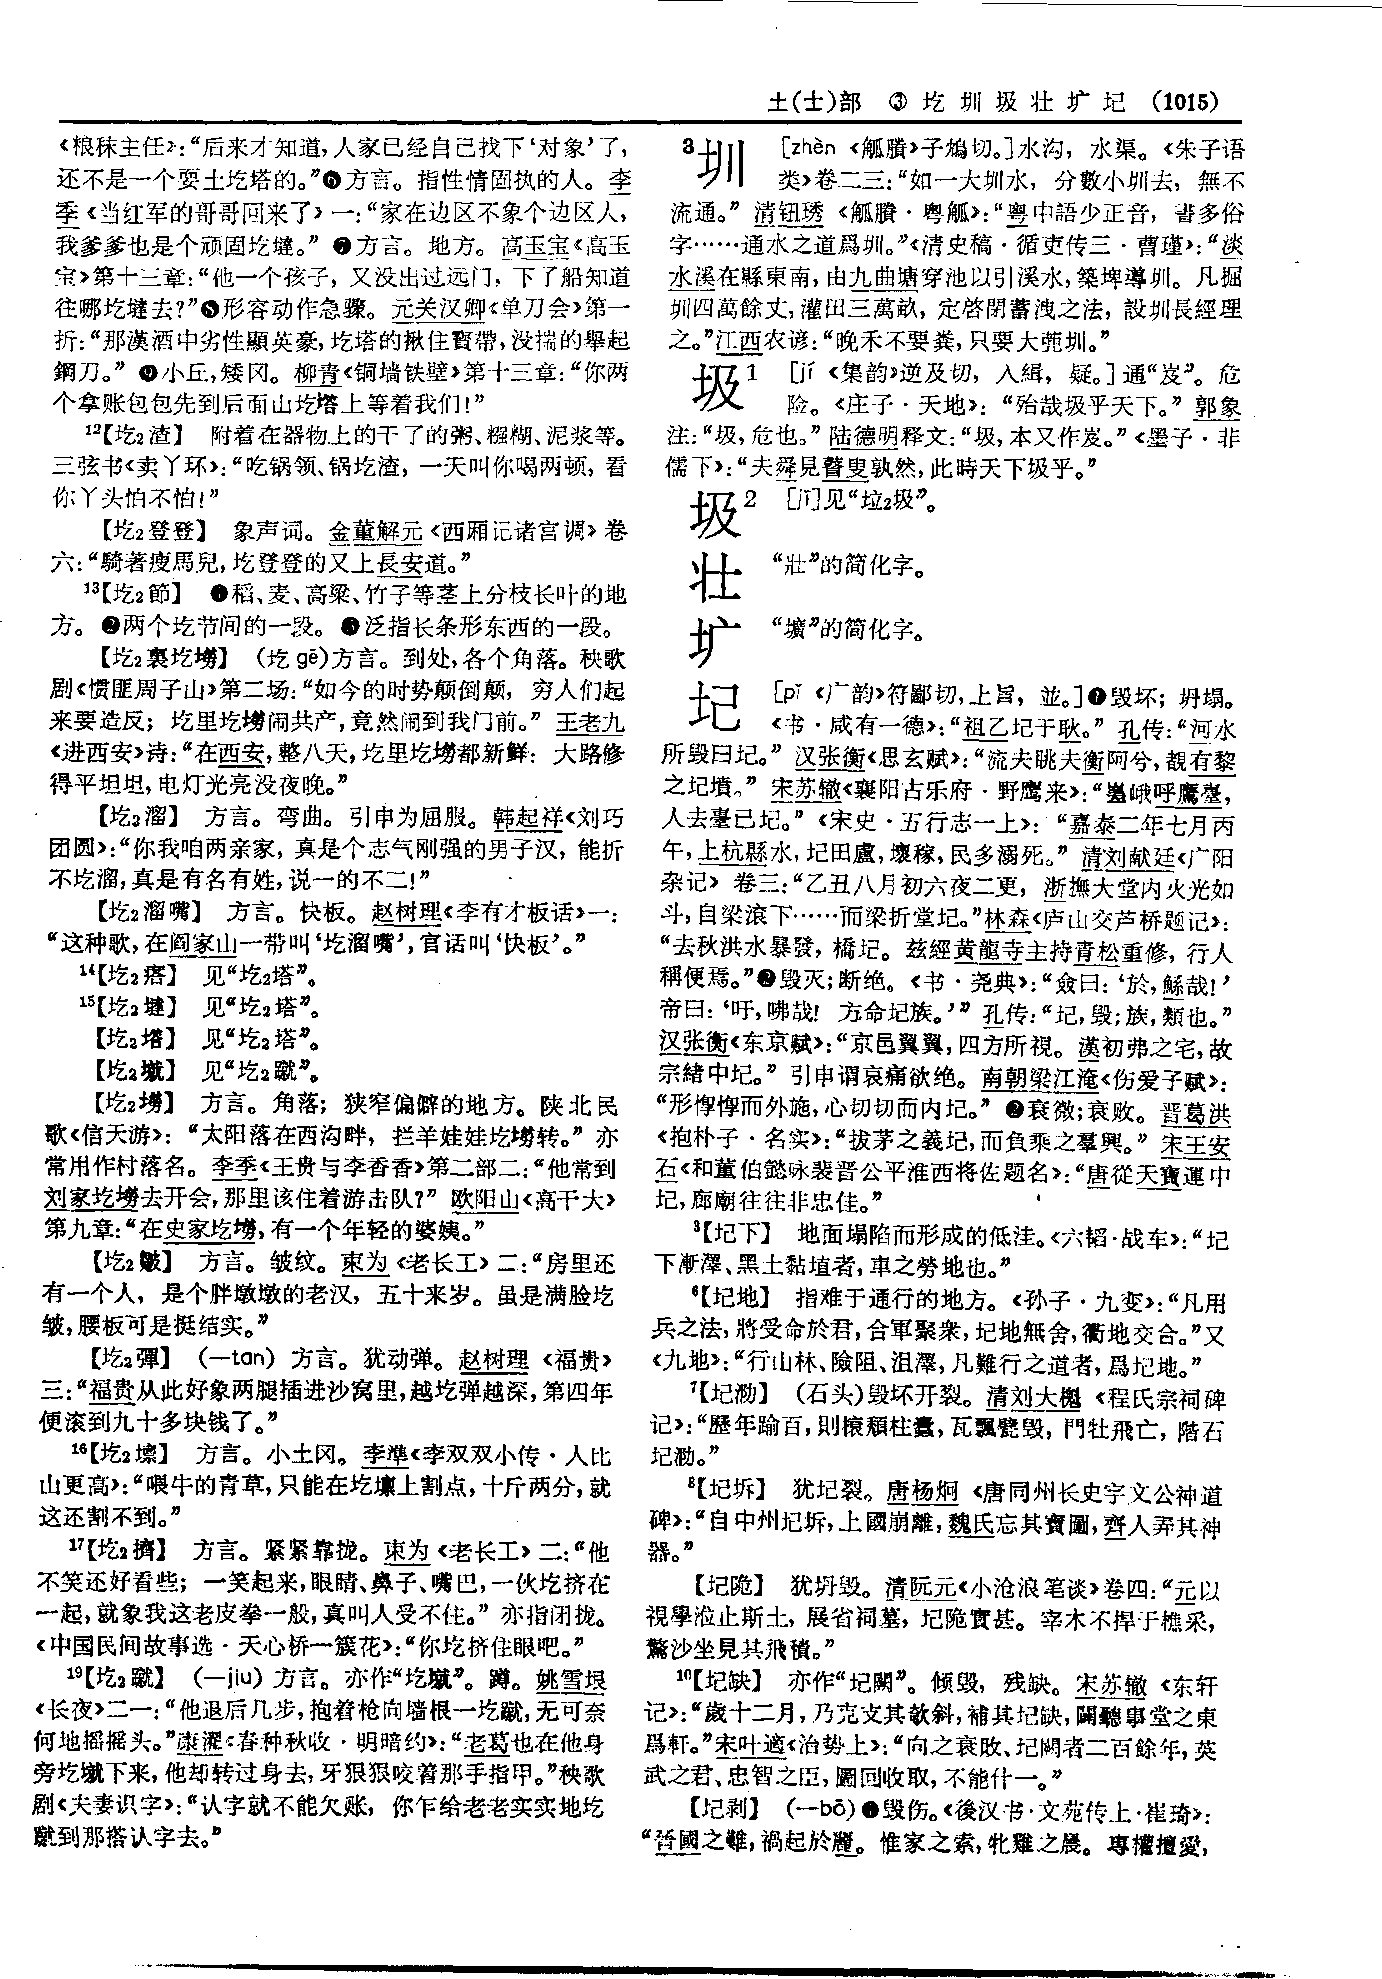 土(士)部 ③ 圪圳圾壮圹圮 (1015)
《粮秣主任》:“后来才知道,人家已经自己找下‘对象’了,
还不是一个耍土圪塔的。”❻方言。指性情固执的人。李
季《当红军的哥哥回来了》一:“家在边区不象个边区人,
我爹爹也是个顽固圪墶。” ❼方言。地方。高玉宝《高玉
宝》第十三章:“他一个孩子,又没出过远门,下了船知道
往哪圪墶去?”❽形容动作急骤。元关汉卿《单刀会》第一
折:“那漢酒中劣性顯英豪,圪塔的揪住寳帶,没揣的舉起
鋼刀。” ❾小丘,矮冈。柳青《铜墙铁壁》第十三章:“你两
个拿账包包先到后面山圪塔上等着我们!”
12【圪2渣】 附着在器物上的干了的粥、糨糊、泥浆等。
三弦书《卖丫环》:“吃锅领、锅圪渣,一天叫你喝两顿,看
你丫头怕不怕!”
【圪2登登】 象声词。金董解元《西厢记诸宫调》卷
六:“騎著瘦馬兒,圪登登的又上長安道。”
13【圪2節】 ❶稻、麦、高粱、竹子等茎上分枝长叶的地
方。❷两个圪节间的一段。❸泛指长条形东西的一段。
【圪2裏圪塄】 (圪 gē)方言。到处,各个角落。秧歌
剧《惯匪周子山》第二场:“如今的时势颠倒颠,穷人们起
来要造反;圪里圪塄闹共产,竟然闹到我门前。” 王老九
《进西安》诗:“在西安,整八天,圪里圪塄都新鲜:大路修
得平坦坦,电灯光亮没夜晚。”
【圪2溜】 方言。弯曲。引申为屈服。韩起祥《刘巧
团圆》:“你我咱两亲家,真是个志气刚强的男子汉,能折
不圪溜,真是有名有姓,说一的不二!”
【圪2溜嘴】 方言。快板。赵树理《李有才板话》一:
“这种歌,在阎家山一带叫‘圪溜嘴’,官话叫‘快板’。”
14【圪2瘩】 见“圪2塔”。
15【圪2墶】 见“圪2塔”。
【圪2墖】 见“圪2塔”。
【圪2墩】 见“圪2蹴”。
【圪2塄】 方言。角落;狭窄偏僻的地方。陕北民
歌《信天游》:“太阳落在西沟畔,拦羊娃娃圪塄转。”亦
常用作村落名。李季《王贵与李香香》第二部二:“他常到
刘家圪塄去开会,那里该住着游击队?” 欧阳山《高干大》
第九章:“在史家圪塄,有一个年轻的婆姨。”
【圪2皺】 方言。皱纹。束为《老长工》二:“房里还
有一个人,是个胖墩墩的老汉,五十来岁。虽是满脸圪
皱,腰板可是挺结实。”
【圪2彈】 (—tan) 方言。犹动弹。赵树理《福贵》
三:“福贵从此好象两腿插进沙窝里,越圪弹越深,第四年
便滚到九十多块钱了。”
16【圪2壈】 方言。小土冈。李凖《李双双小传·人比
山更高》:“喂牛的青草,只能在圪壈上割点,十斤两分,就
这还割不到。”
17【圪2擠】 方言。紧紧靠拢。束为《老长工》二:“他
不笑还好看些;一笑起来,眼睛、鼻子、嘴巴,一伙圪挤在
一起,就象我这老皮拳一般,真叫人受不住。”亦指闭拢。
《中国民间故事选·天心桥一簇花》:“你圪挤住眼吧。”
19【圪2蹴】 (—jiu) 方言。亦作“圪墩”。蹲。姚雪垠
《长夜》二一:“他退后几步,抱着枪向墙根一圪蹴,无可奈
何地摇摇头。”康濯《春种秋收·明暗约》:“老葛也在他身
旁圪蹴下来,他却转过身去,牙狠狠咬着那手指甲。”秧歌
剧《夫妻识字》:“认字就不能欠账,你乍给老老实实地圪
蹴到那搭认字去。”
3圳 [zhèn 《觚賸》子鴆切。]水沟,水渠。《朱子语
类》卷二三:“如一大圳水,分數小圳去,無不
流通。” 清钮琇《觚賸·粤觚》:“粤中語少正音,書多俗
字……通水之道爲圳。”《清史稿·循吏传三·曹瑾》:“淡
水溪在縣東南,由九曲塘穿池以引溪水,築埤導圳。凡掘
圳四萬餘丈,灌田三萬畝,定啓閉蓄洩之法,設圳長經理
之。”江西农谚:“晚禾不要粪,只要大蔸圳。”
圾1 [jí 《集韵》逆及切,入緝,疑。]通“岌”。危
险。《庄子·天地》:“殆哉圾乎天下。” 郭象
注:“圾,危也。” 陆德明释文:“圾,本又作岌。”《墨子·非
儒下》:“夫舜見瞽叟孰然,此時天下圾乎。”
圾2 [jī]见“垃2圾”。
壮 “壯”的简化字。
圹 “壙”的简化字。
圮 [pǐ 《广韵》符鄙切,上旨,並。]❶毁坏;坍塌。
《书·咸有一德》:“祖乙圮于耿。” 孔传:“河水
所毁曰圮。” 汉张衡《思玄赋》:“流夫眺夫衡阿兮,覩有黎
之圮墳。” 宋苏辙《襄阳古乐府·野鹰来》:“嵬峨呼鷹臺,
人去臺已圮。”《宋史·五行志一上》:“嘉泰二年七月丙
午,上杭縣水,圮田廬,壞稼,民多溺死。” 清刘献廷《广阳
杂记》卷三:“乙丑八月初六夜二更,浙撫大堂内火光如
斗,自梁滾下……而梁折堂圮。”林森《庐山交芦桥题记》:
“去秋洪水暴發,橋圮。兹經黄龍寺主持青松重修,行人
稱便焉。”❷毁灭;断绝。《书·尧典》:“僉曰:‘於,鯀哉!’
帝曰:‘吁,咈哉!方命圮族。’” 孔传:“圮,毁;族,類也。”
汉张衡《东京赋》:“京邑翼翼,四方所視。漢初弗之宅,故
宗緒中圮。”引申谓哀痛欲绝。南朝梁江淹《伤爱子赋》:
“形惸惸而外施,心切切而内圮。” ❷衰微;衰败。晋葛洪
《抱朴子·名实》:“拔茅之義圮,而負乘之羣興。” 宋王安
石《和董伯懿咏裴晋公平淮西将佐题名》:“唐從天寶運中
圮,廊廟往往非忠佳。”
3【圮下】 地面塌陷而形成的低洼。《六韬·战车》:“圮
下漸澤、黑土黏埴者,車之勞地也。”
6【圮地】 指难于通行的地方。《孙子·九变》:“凡用
兵之法,將受命於君,合軍聚衆,圮地無舍,衢地交合。”又
《九地》:“行山林、險阻、沮澤,凡難行之道者,爲圮地。”
7【圮泐】 (石头)毁坏开裂。清刘大櫆《程氏宗祠碑
记》:“歷年踰百,則榱頽柱蠹,瓦飄甓毁,門牡飛亡,階石
圮泐。”
8【圮坼】 犹圮裂。唐杨炯《唐同州长史宇文公神道
碑》:“自中州圮坼,上國崩離,魏氏忘其寶圖,齊人弄其神
器。”
【圮陁】 犹坍毁。清阮元《小沧浪笔谈》卷四:“元以
視學涖止斯土,展省祠墓,圮陁實甚。宰木不捍于樵采,
驚沙坐見其飛積。”
10【圮缺】 亦作“圮闕”。倾毁,残缺。宋苏辙《东轩
记》:“歲十二月,乃克支其欹斜,補其圮缺,闢聽事堂之東
爲軒。”宋叶適《治势上》:“向之衰敗、圮闕者二百餘年,英
武之君、忠智之臣,圖回收取,不能什一。”
【圮剥】 (—bō)❶毁伤。《後汉书·文苑传上·崔琦》:
“晋國之難,禍起於麗。惟家之索,牝雞之晨。專權擅愛,